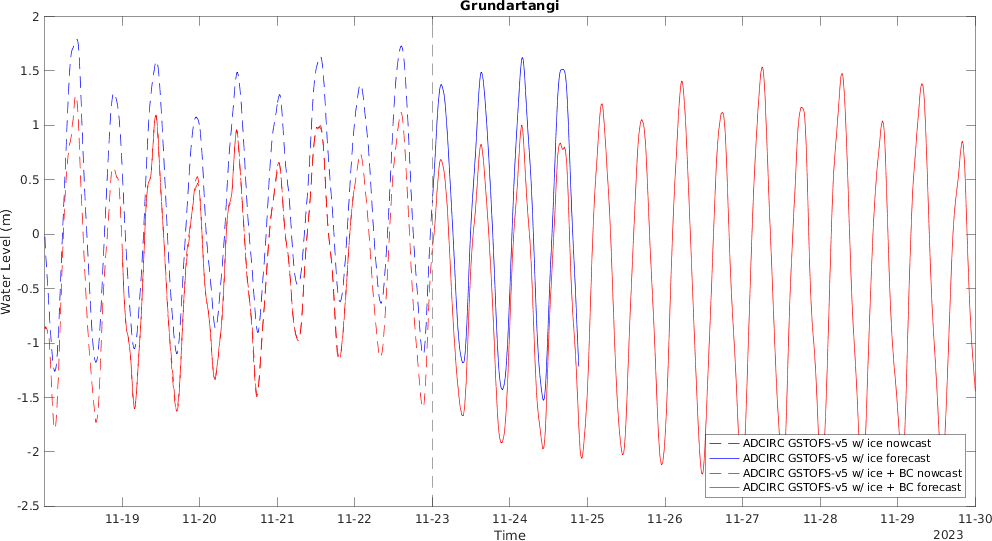 Grundartangi
Water Level (m)
2
1.5
1
0.5
0
-0.5
-1
-1.5
-2
-2.5
ADCIRC GSTOFS-v5 w/ ice nowcast
ADCIRC GSTOFS-v5 w/ ice forecast
ADCIRC GSTOFS-v5 w/ ice + BC nowcast
ADCIRC GSTOFS-v5 w/ ice + BC forecast
11-19 11-20 11-21 11-22 11-23 11-24 11-25 11-26 11-27 11-28 11-29 11-30
Time
2023